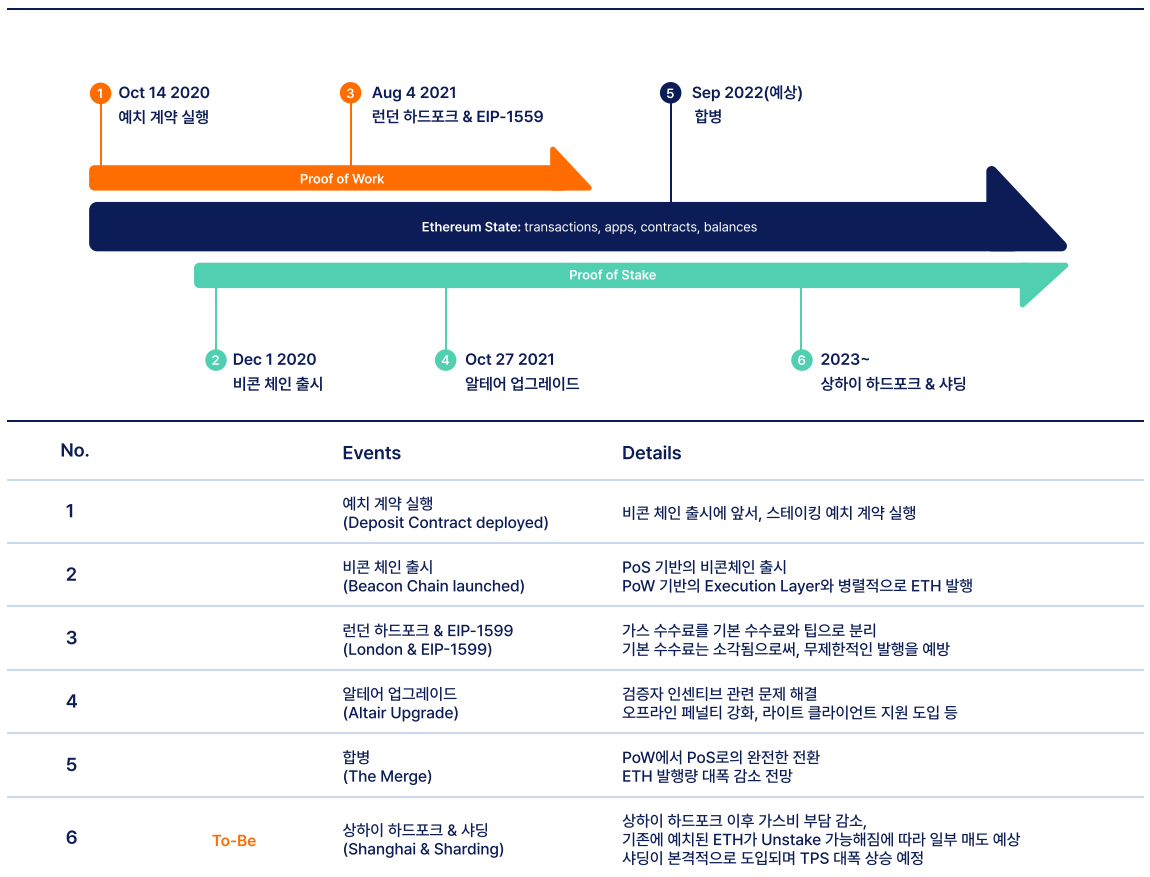 1 Oct 14 2020
예치 계약 실행
3 Aug 4 2021
런던 하드포크 & EIP-1559
5 Sep 2022(예상)
합병
Proof of Work
Ethereum State: transactions, apps, contracts, balances
Proof of Stake
2 Dec 1 2020
비콘 체인 출시
4 Oct 27 2021
알테어 업그레이드
6 2023~
상하이 하드포크 & 샤딩
No. Events Details
1
예치 계약 실행
(Deposit Contract deployed)
비콘 체인 출시에 앞서, 스테이킹 예치 계약 실행
2
비콘 체인 출시
(Beacon Chain launched)
PoS 기반의 비콘체인 출시
PoW 기반의 Execution Layer와 병렬적으로 ETH 발행
3
런던 하드포크 & EIP-1599
(London & EIP-1599)
가스 수수료를 기본 수수료와 팁으로 분리
기본 수수료는 소각됨으로써, 무제한적인 발행을 예방
4
알테어 업그레이드
(Altair Upgrade)
검증자 인센티브 관련 문제 해결
오프라인 페널티 강화, 라이트 클라이언트 지원 도입 등
5
합병
(The Merge)
PoW에서 PoS로의 완전한 전환
ETH 발행량 대폭 감소 전망
6
To-Be
상하이 하드포크 & 샤딩
(Shanghai & Sharding)
상하이 하드포크 이후 가스비 부담 감소,
기존에 예치된 ETH가 Unstake 가능해짐에 따라 일부 매도 예상
샤딩이 본격적으로 도입되며 TPS 대폭 상승 예정